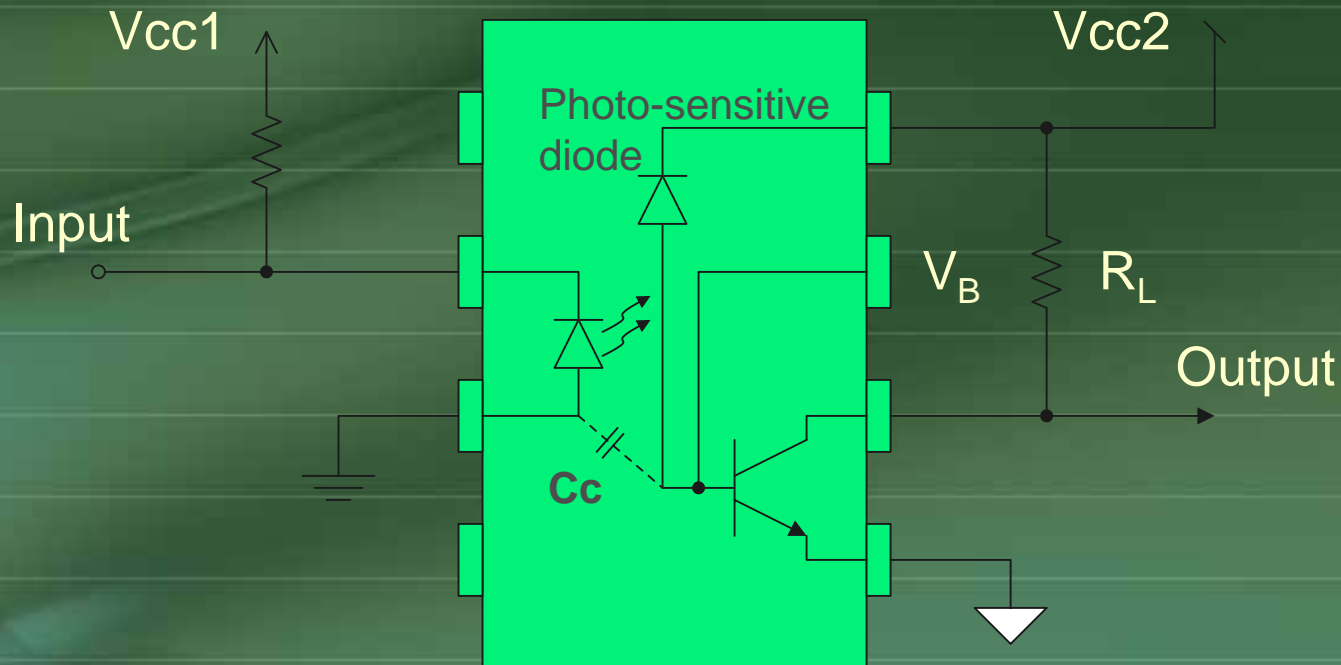 Vcc1
Vcc2
Photo-sensitive
diode
Input
VB
RL
Output
Cc